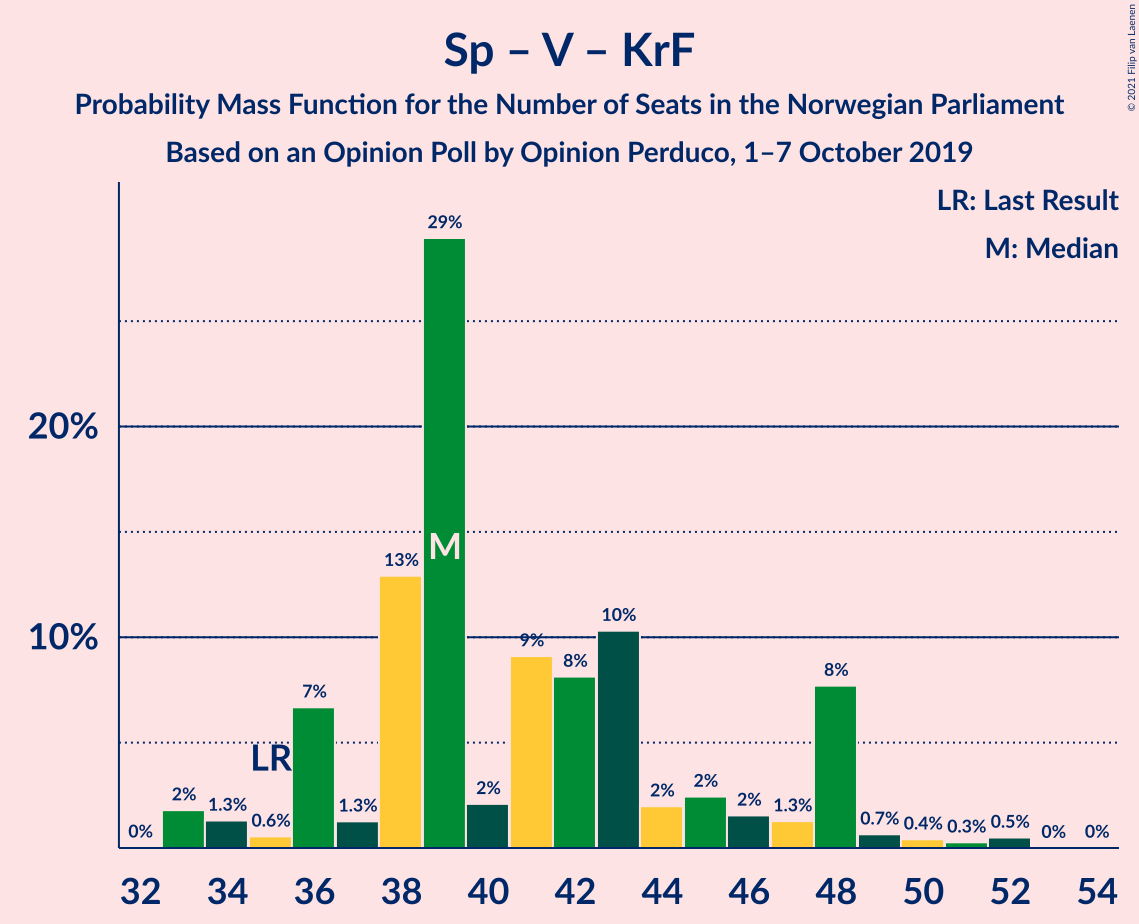 Sp – V – KrF
Probability Mass Function for the Number of Seats in the Norwegian Parliament
Based on an Opinion Poll by Opinion Perduco, 1–7 October 2019
© 2021 Filip van Laenen
LR: Last Result
M: Median
20%
10%
0%
2%
1.3%
0.6%
LR
7%
1.3%
13%
29%
M
2%
9%
8%
10%
2%
2%
2%
1.3%
8%
0.7%
0.4%
0.3%
0.5%
0%
0%
32 34 36 38 40 42 44 46 48 50 52 54